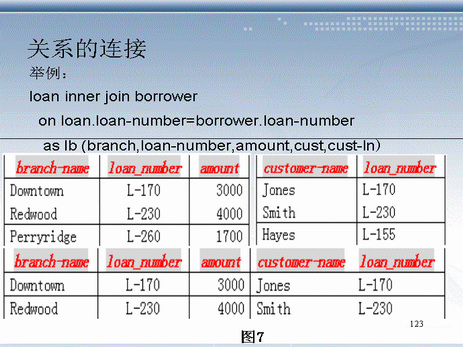 关系的连接
举例：
loan inner join borrower
on loan.loan-number=borrower.loan-number
as lb (branch,loan-number,amount,cust,cust-ln)
branch-name loan_number amount customer-name loan_number
Downtown L-170 3000 Jones L-170
Redwood L-230 4000 Smith L-230
Perryridge L-260 1700 Hayes L-155
branch-name loan_number amount customer-name loan_number
Downtown L-170 3000 Jones L-170
Redwood L-230 4000 Smith L-230
123
图7